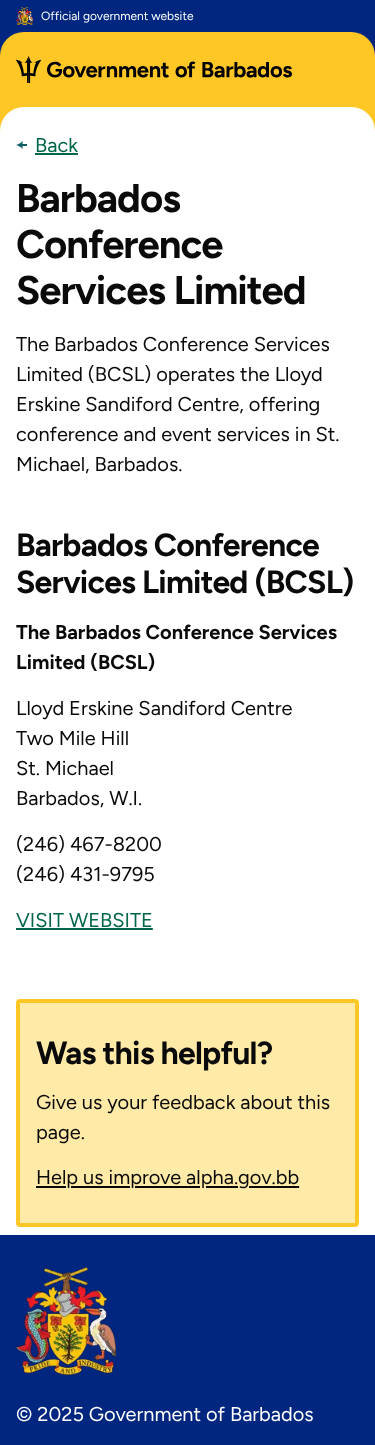 Official government website
Government of Barbados
← Back
Barbados
Conference
Services Limited
The Barbados Conference Services
Limited (BCSL) operates the Lloyd
Erskine Sandiford Centre, offering
conference and event services in St.
Michael, Barbados.
Barbados Conference
Services Limited (BCSL)
The Barbados Conference Services
Limited (BCSL)
Lloyd Erskine Sandiford Centre
Two Mile Hill
St. Michael
Barbados, W.I.
(246) 467-8200
(246) 431-9795
VISIT WEBSITE
Was this helpful?
Give us your feedback about this
page.
Help us improve alpha.gov.bb
PRIDE AND INDUSTRY
© 2025 Government of Barbados